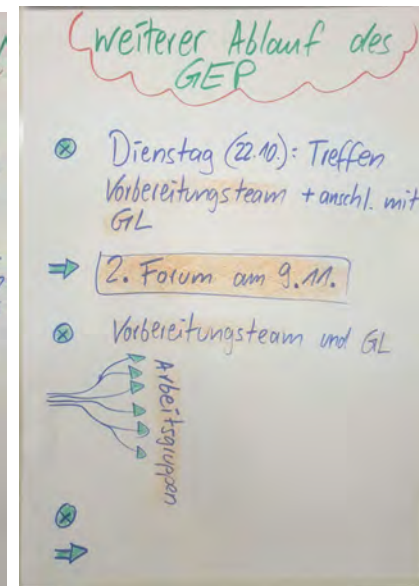 weiterer Ablauf des
GEP
Dienstag (22.10.): Treffen
Vorbereitungsteam + anschl. mit
GL
2. Forum am 9.11.
Vorbereitungsteam und GL
Arbeitsgruppen